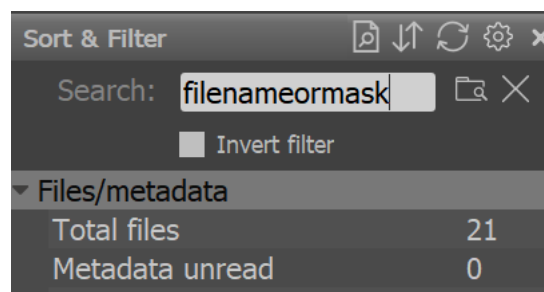 Sort & Filter
Search: filenameormask
Invert filter
Files/metadata
Total files 21
Metadata unread 0